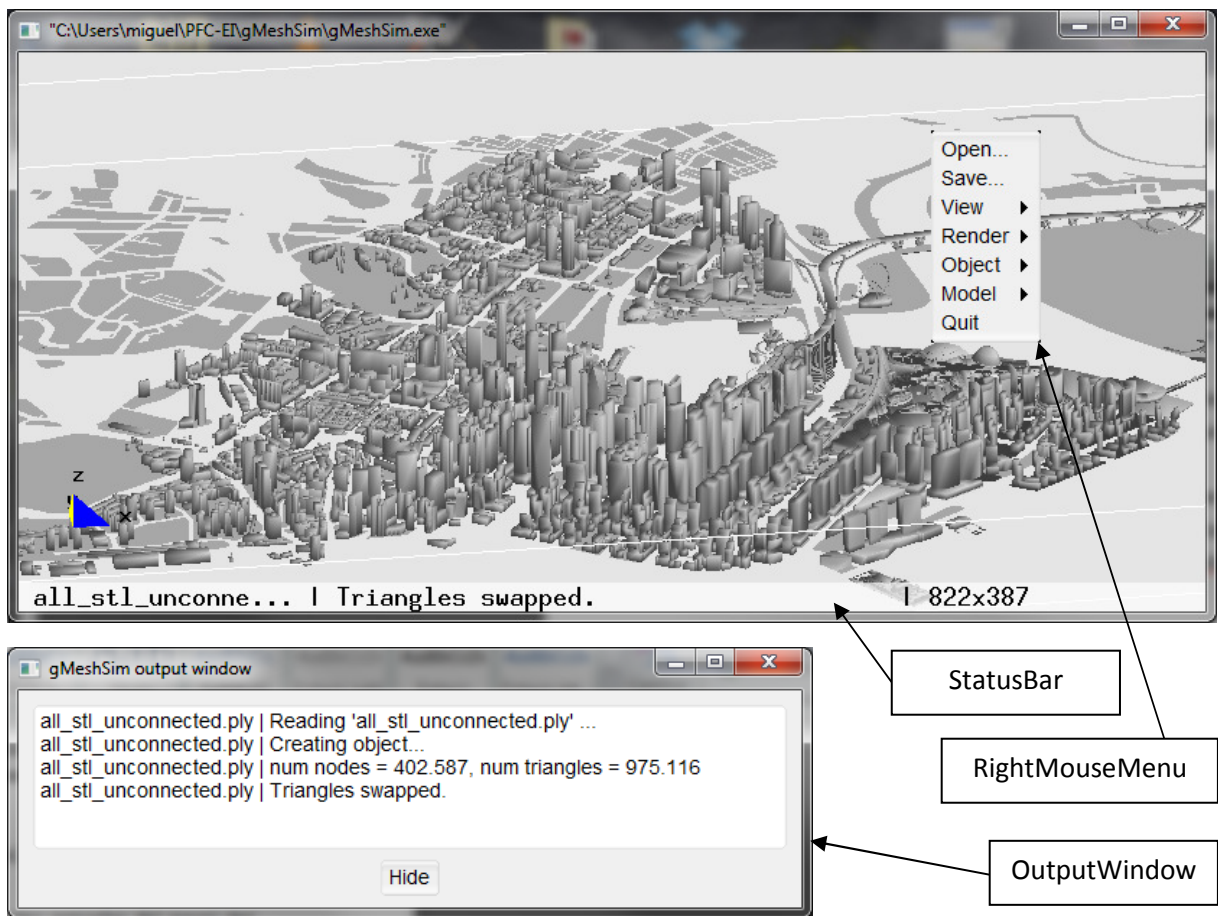 "C:\Users\miguel\PFC-EI\gMeshSim\gMeshSim.exe"
Open...
Save...
View
Render
Object
Model
Quit
z
x
all_stl_unconne... | Triangles swapped. | 822x387
StatusBar
RightMouseMenu
OutputWindow
gMeshSim output window
all_stl_unconnected.ply | Reading 'all_stl_unconnected.ply' ...
all_stl_unconnected.ply | Creating object...
all_stl_unconnected.ply | num nodes = 402.587, num triangles = 975.116
all_stl_unconnected.ply | Triangles swapped.
Hide